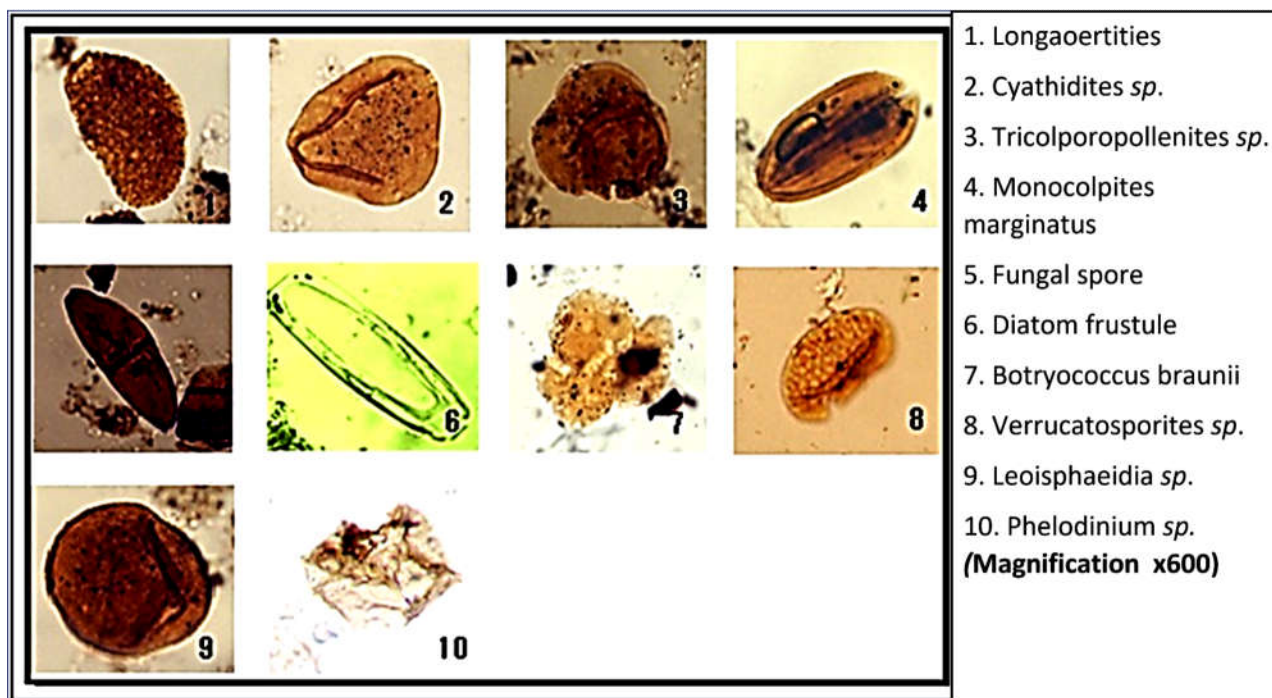 1
2
3
4
6
7
8
9
10
1. Longaoertities
2. Cyathidites sp.
3. Tricolporopollenites sp.
4. Monocolpites
marginatus
5. Fungal spore
6. Diatom frustule
7. Botryococcus braunii
8. Verrucatosporites sp.
9. Leoisphaeidia sp.
10. Phelodinium sp.
(Magnification x600)